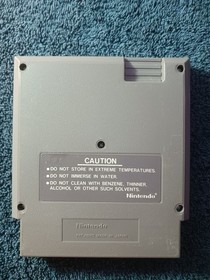 CAUTION
●DO NOT STORE IN EXTREME TEMPERATURES.
●DO NOT IMMERSE IN WATER.
●DO NOT CLEAN WITH BENZENE, THINNER,
ALCOHOL OR OTHER SUCH SOLVENTS.
Nintendo
Nintendo